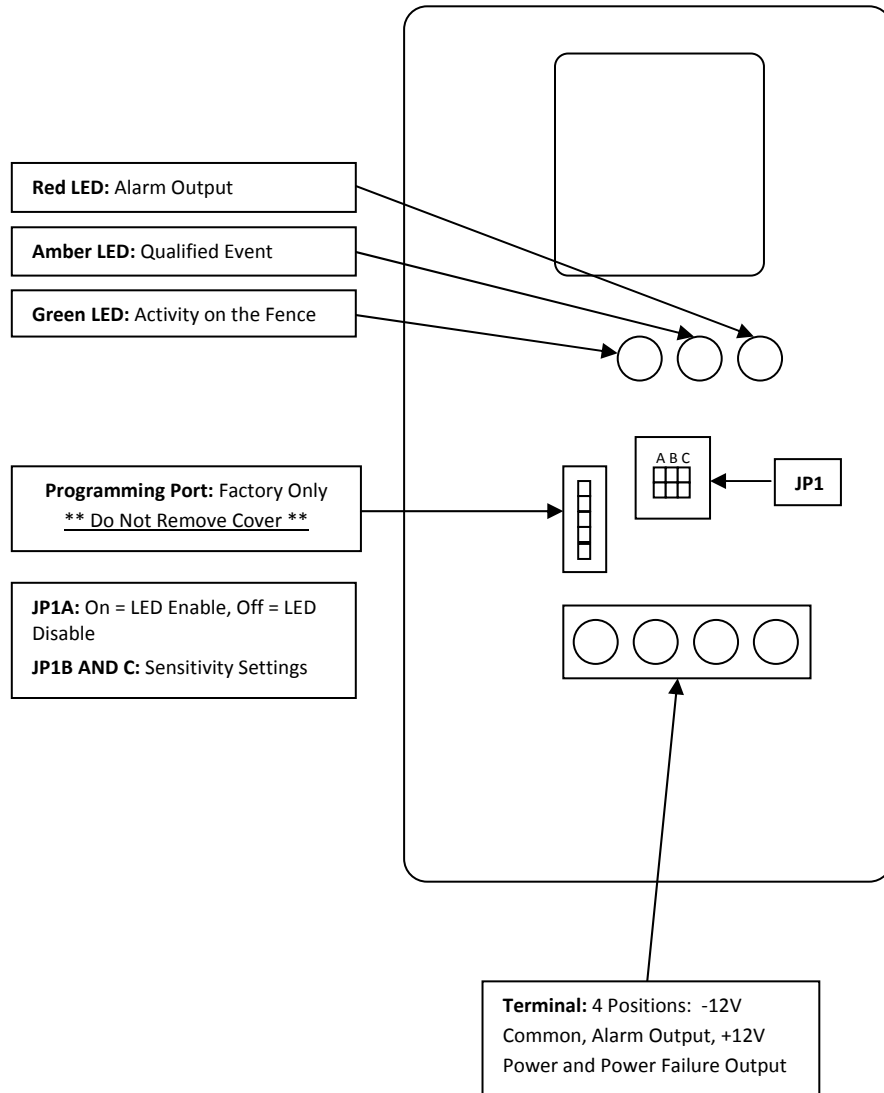 Red LED: Alarm Output
Amber LED: Qualified Event
Green LED: Activity on the Fence
A B C
JP1
Programming Port: Factory Only
** Do Not Remove Cover **
JP1A: On = LED Enable, Off = LED
Disable
JP1B AND C: Sensitivity Settings
Terminal: 4 Positions: -12V
Common, Alarm Output, +12V
Power and Power Failure Output